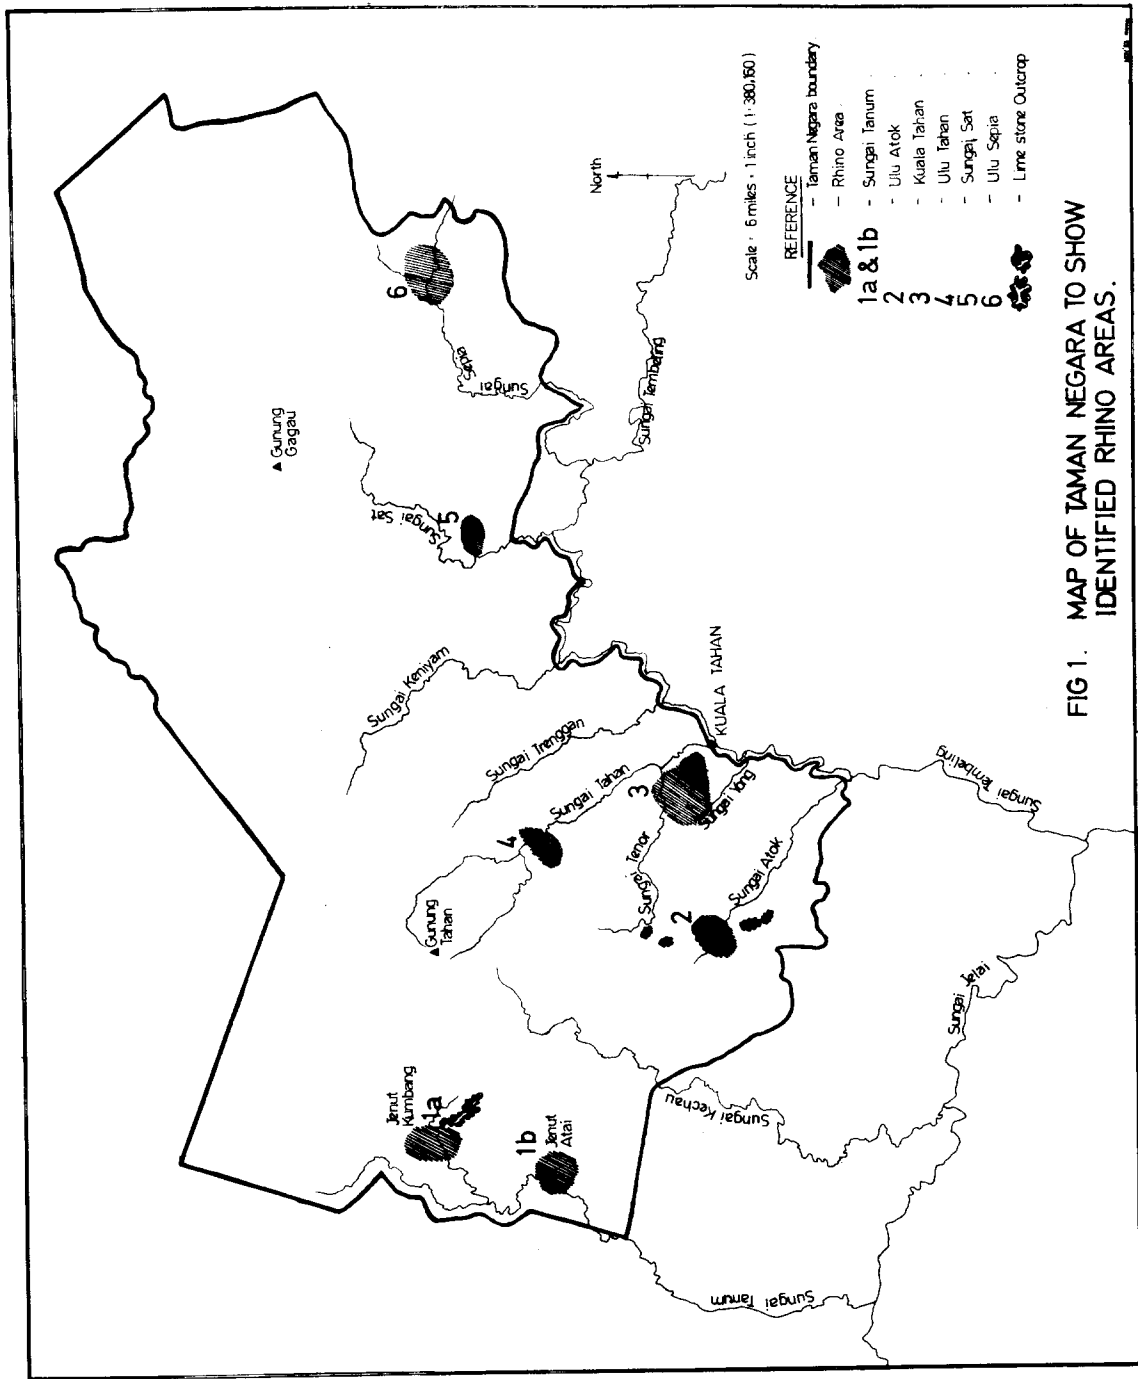 Jenut
Kumbang
1a
1b
Jenut
Atai
Sungai Tanum
Sungai Kechau
Sungai Jelai
Sungai Tembeling
Gunung
Tahan
4
Sungai Tahan
Sungai Trenggan
Sungai Keniyam
Sungai Tenor
3
Sungai Yong
2
Sungai Atok
KUALA TAHAN
Gunung
Gagau
Sungai Sat
5
6
Sungai Sepia
Sungai Tembeling
North
Scale : 6 miles = 1 inch (1:380,160)
REFERENCE
- Taman Negara boundary
- Rhino Area
1a & 1b - Sungai Tanum
2 - Ulu Atok
3 - Kuala Tahan
4 - Ulu Tahan
5 - Sungai Sat
6 - Ulu Sepia
- Lime stone Outcrop
FIG 1. MAP OF TAMAN NEGARA TO SHOW
IDENTIFIED RHINO AREAS.